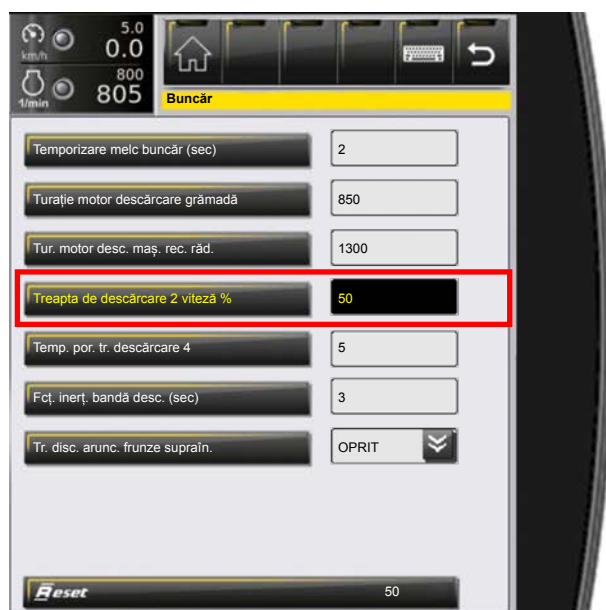 5.0
km/h 0.0
800
1/min 805
Buncăr
Temporizare melc buncăr (sec) 2
Turație motor descărcare grămadă 850
Tur. motor desc. maș. rec. răd. 1300
Treapta de descărcare 2 viteză % 50
Temp. por. tr. descărcare 4 5
Fcț. inerț. bandă desc. (sec) 3
Tr. disc. arunc. frunze supraîn. OPRIT
Reset 50